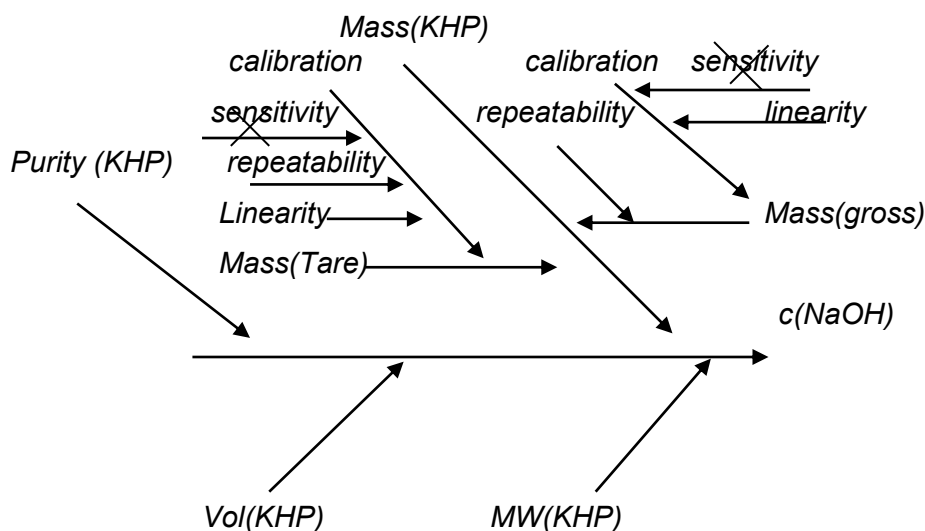 Mass(KHP)
calibration
calibration
sensitivity
sensitivity
repeatability
linearity
Purity (KHP)
repeatability
Linearity
Mass(gross)
Mass(Tare)
c(NaOH)
Vol(KHP)
MW(KHP)